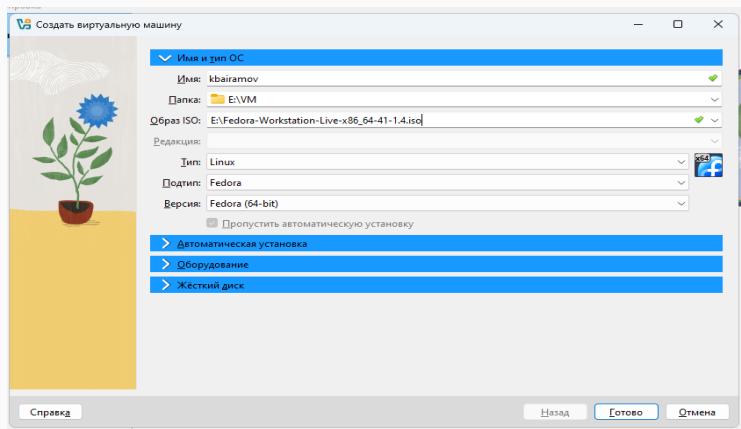 Создать виртуальную машину
Имя и тип ОС
Имя: kbairamov
Папка: E:\VM
Образ ISO: E:\Fedora-Workstation-Live-x86_64-41-1.4.iso
Редакция:
Тип: Linux
x64
Подтип: Fedora
Версия: Fedora (64-bit)
Пропустить автоматическую установку
Автоматическая установка
Оборудование
Жёсткий диск
Справка Назад Готово Отмена